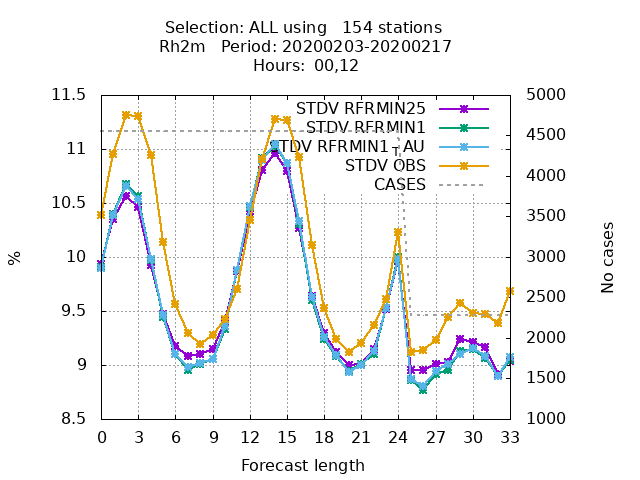 Selection: ALL using   154 stations
Rh2m   Period: 20200203-20200217
Hours:  00,12
11.5
11
10.5
10
9.5
9
8.5
%
5000
4500
4000
3500
3000
2500
2000
1500
1000
No cases
STDV RFRMIN25
STDV RFRMIN1
STDV RFRMIN1_AU
STDV OBS
CASES
0 3 6 9 12 15 18 21 24 27 30 33
Forecast length